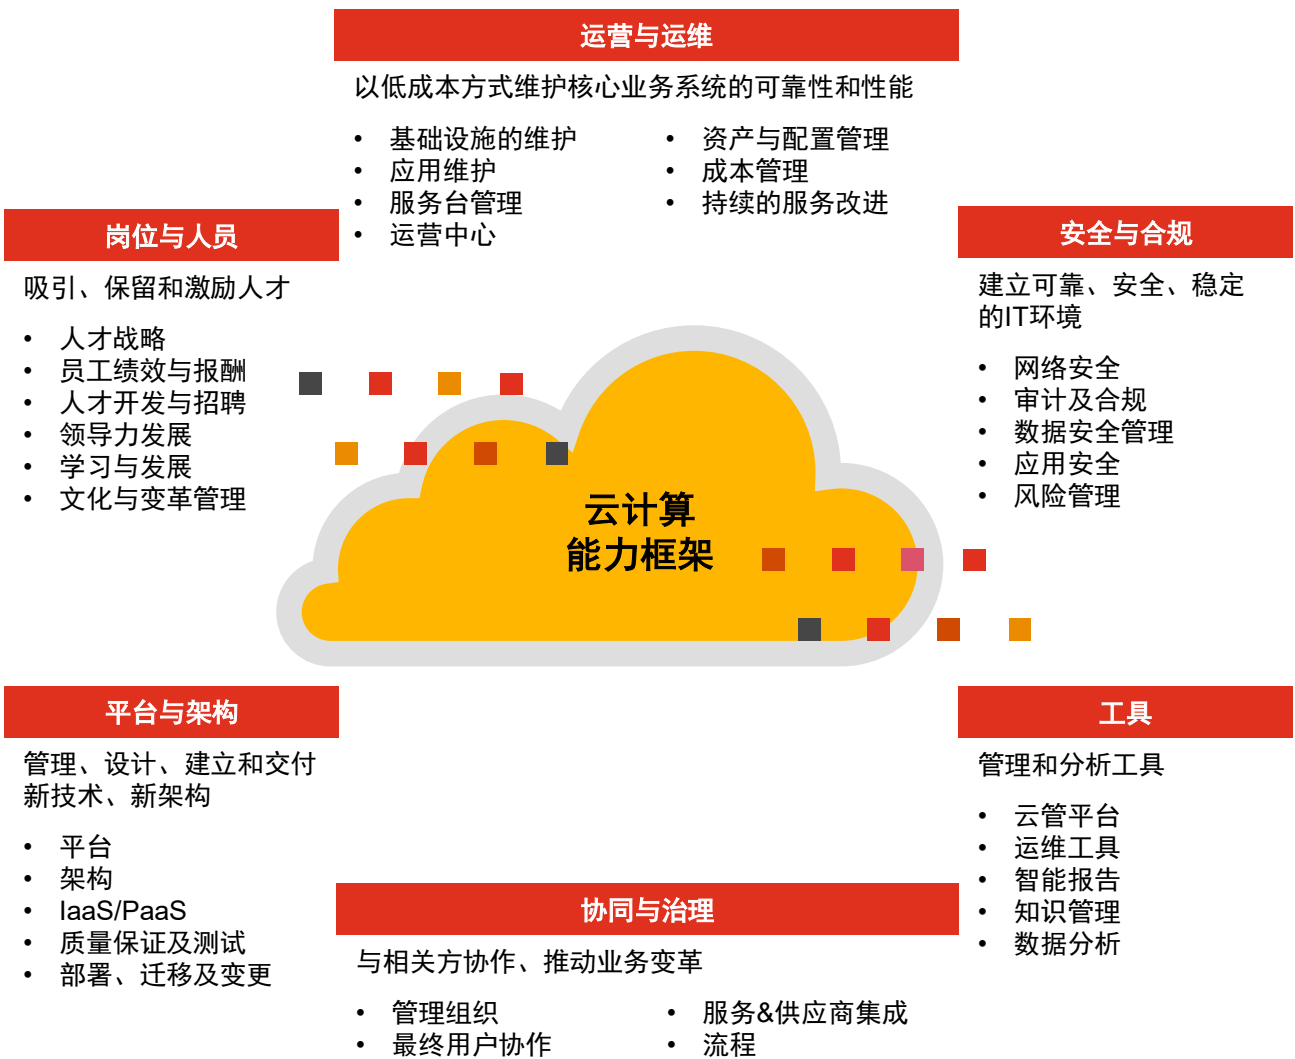 运营与运维
以低成本方式维护核心业务系统的可靠性和性能
• 基础设施的维护
• 应用维护
• 服务台管理
• 运营中心
• 资产与配置管理
• 成本管理
• 持续的服务改进
岗位与人员
吸引、保留和激励人才
• 人才战略
• 员工绩效与报酬
• 人才开发与招聘
• 领导力发展
• 学习与发展
• 文化与变革管理
安全与合规
建立可靠、安全、稳定
的IT环境
• 网络安全
• 审计及合规
• 数据安全管理
• 应用安全
• 风险管理
云计算
能力框架
平台与架构
管理、设计、建立和交付
新技术、新架构
• 平台
• 架构
• IaaS/PaaS
• 质量保证及测试
• 部署、迁移及变更
工具
管理和分析工具
• 云管平台
• 运维工具
• 智能报告
• 知识管理
• 数据分析
协同与治理
与相关方协作、推动业务变革
• 管理组织
• 最终用户协作
• 服务&供应商集成
• 流程